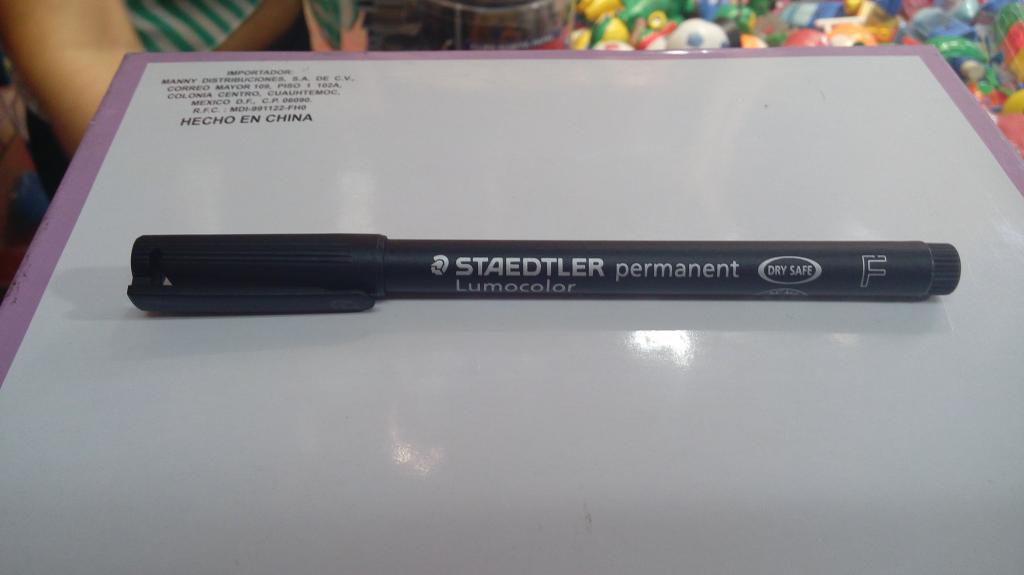 IMPORTADOR:
MANNY DISTRIBUCIONES, S.A. DE C.V.,
CORREO MAYOR 109, PISO 1 102A,
COLONIA CENTRO, CUAUHTEMOC,
MEXICO D.F., C.P. 06090.
R.F.C. : MDI-991122-FH0
HECHO EN CHINA
STAEDTLER permanent DRY SAFE F
Lumocolor